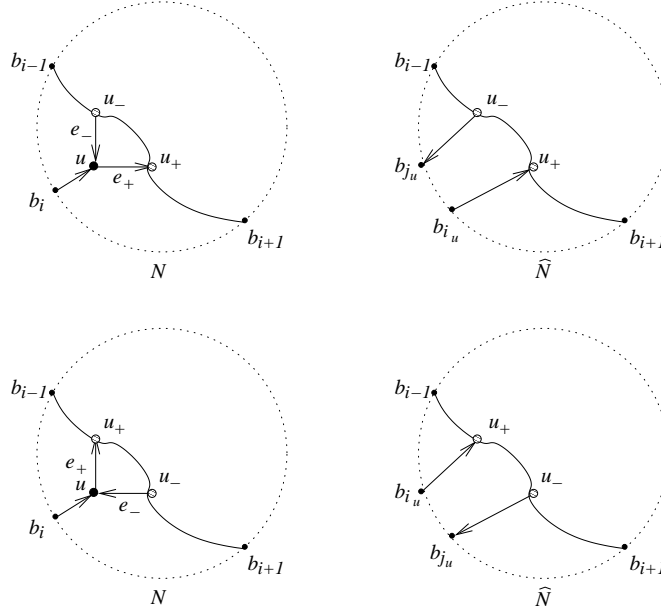 b_{i-1} u_- b_{i-1} u_-
e_-
u u_+ b_{j_u} u_+
e_+
b_i b_{i_u}
b_{i+1} b_{i+1}
N \widehat{N}
b_{i-1} u_+ b_{i-1} u_+
e_+
u u_- b_{i_u} u_-
e_-
b_i b_{j_u}
b_{i+1} b_{i+1}
N \widehat{N}